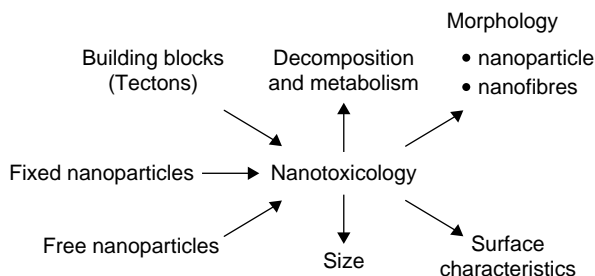 Morphology
• nanoparticle
• nanofibres
Building blocks
(Tectons)
Decomposition
and metabolism
Fixed nanoparticles
Nanotoxicology
Free nanoparticles
Size
Surface
characteristics